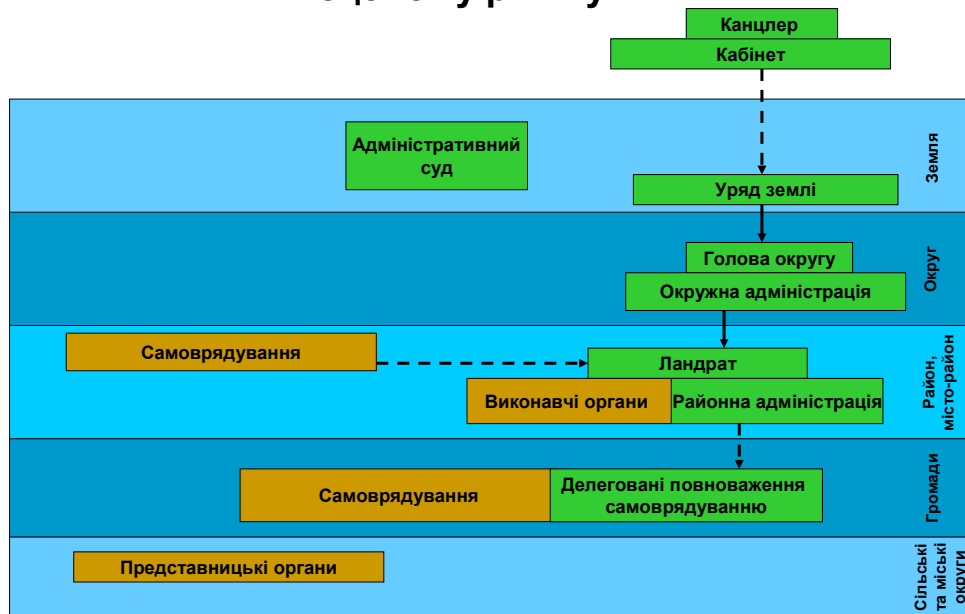 Канцлер
Кабінет
Адміністративний
суд
Уряд землі
Земля
Голова округу
Окружна адміністрація
Округ
Самоврядування
Ландрат
Виконавчі органи
Районна адміністрація
Район,
місто-район
Самоврядування
Делеговані повноваження
самоврядуванню
Громади
Представницькі органи
Сільські
та міські
округи